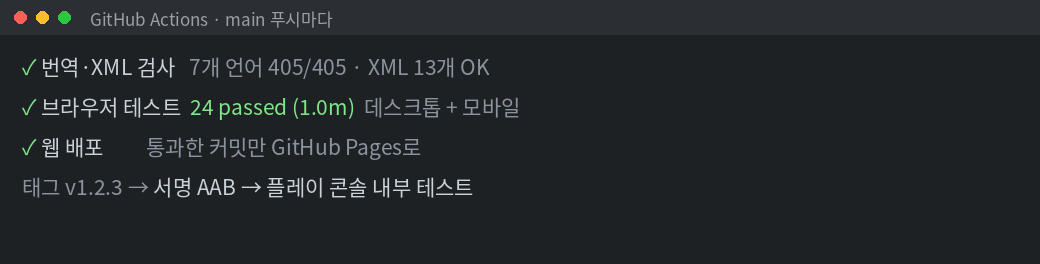 GitHub Actions · main 푸시마다
✓ 번역·XML 검사 7개 언어 405/405 · XML 13개 OK
✓ 브라우저 테스트 24 passed (1.0m) 데스크톱 + 모바일
✓ 웹 배포 통과한 커밋만 GitHub Pages로
태그 v1.2.3 → 서명 AAB → 플레이 콘솔 내부 테스트